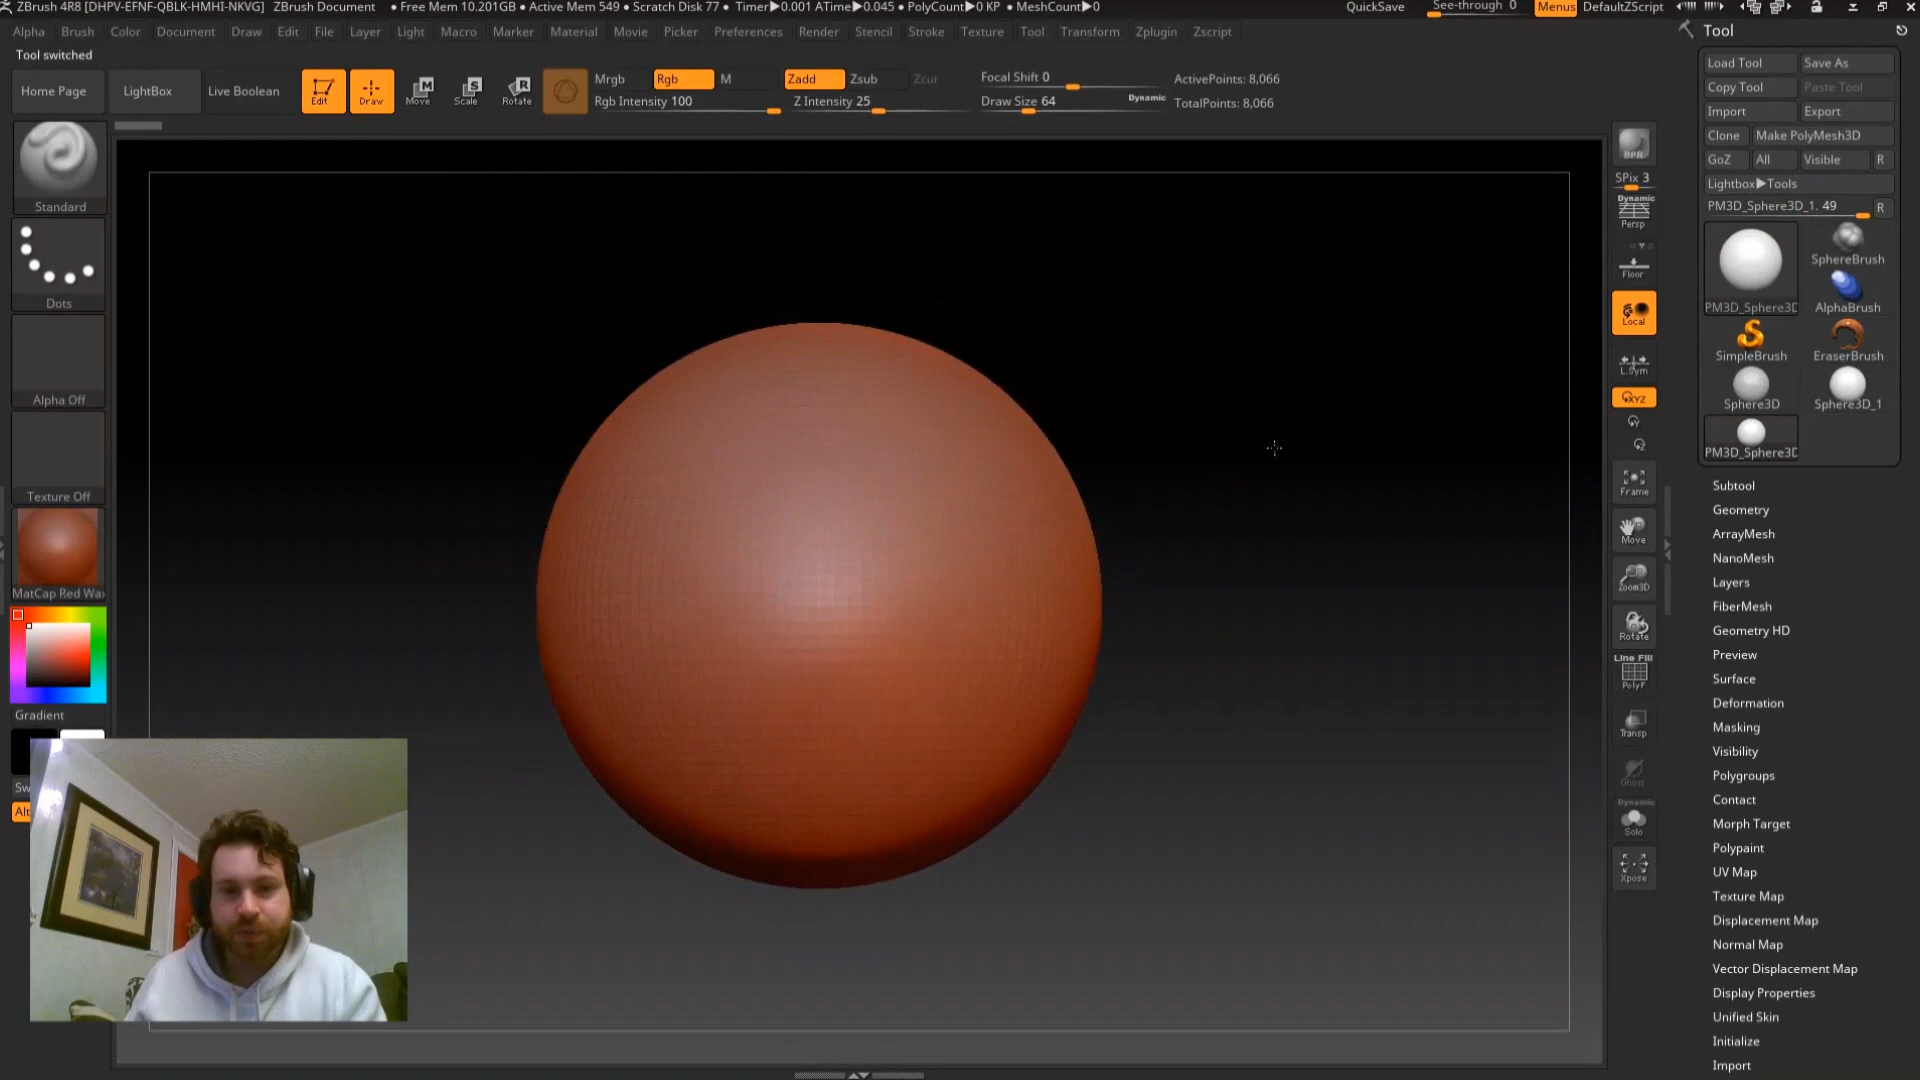 ZBrush 4R8 [DHPV-EFNF-QBLK-HMHI-NKVG] ZBrush Document • Free Mem 10.201GB • Active Mem 549 • Scratch Disk 77 • Timer▶0.001 ATime▶0.045 • PolyCount▶0 KP • MeshCount▶0 QuickSave See-through 0 Menus DefaultZScript
Alpha Brush Color Document Draw Edit File Layer Light Macro Marker Material Movie Picker Preferences Render Stencil Stroke Texture Tool Transform Zplugin Zscript
Tool switched
Home Page LightBox Live Boolean
Edit Draw Move Scale Rotate
Mrgb Rgb M Zadd Zsub Zcut
Rgb Intensity 100 Z Intensity 25
Focal Shift 0
Draw Size 64 Dynamic
ActivePoints: 8,066
TotalPoints: 8,066
Standard
Dots
Alpha Off
Texture Off
MatCap Red Wax
Gradient
Sw
Alt
BPR
SPix 3
Dynamic
Persp
Floor
Local
L.Sym
XYZ
Frame
Move
Zoom3D
Rotate
Line Fill
PolyF
Transp
Ghost
Dynamic
Solo
Xpose
Tool
Load Tool Save As
Copy Tool Paste Tool
Import Export
Clone Make PolyMesh3D
GoZ All Visible R
Lightbox▶Tools
PM3D_Sphere3D_1. 49 R
PM3D_Sphere3D SphereBrush
AlphaBrush
SimpleBrush EraserBrush
Sphere3D Sphere3D_1
PM3D_Sphere3D
Subtool
Geometry
ArrayMesh
NanoMesh
Layers
FiberMesh
Geometry HD
Preview
Surface
Deformation
Masking
Visibility
Polygroups
Contact
Morph Target
Polypaint
UV Map
Texture Map
Displacement Map
Normal Map
Vector Displacement Map
Display Properties
Unified Skin
Initialize
Import